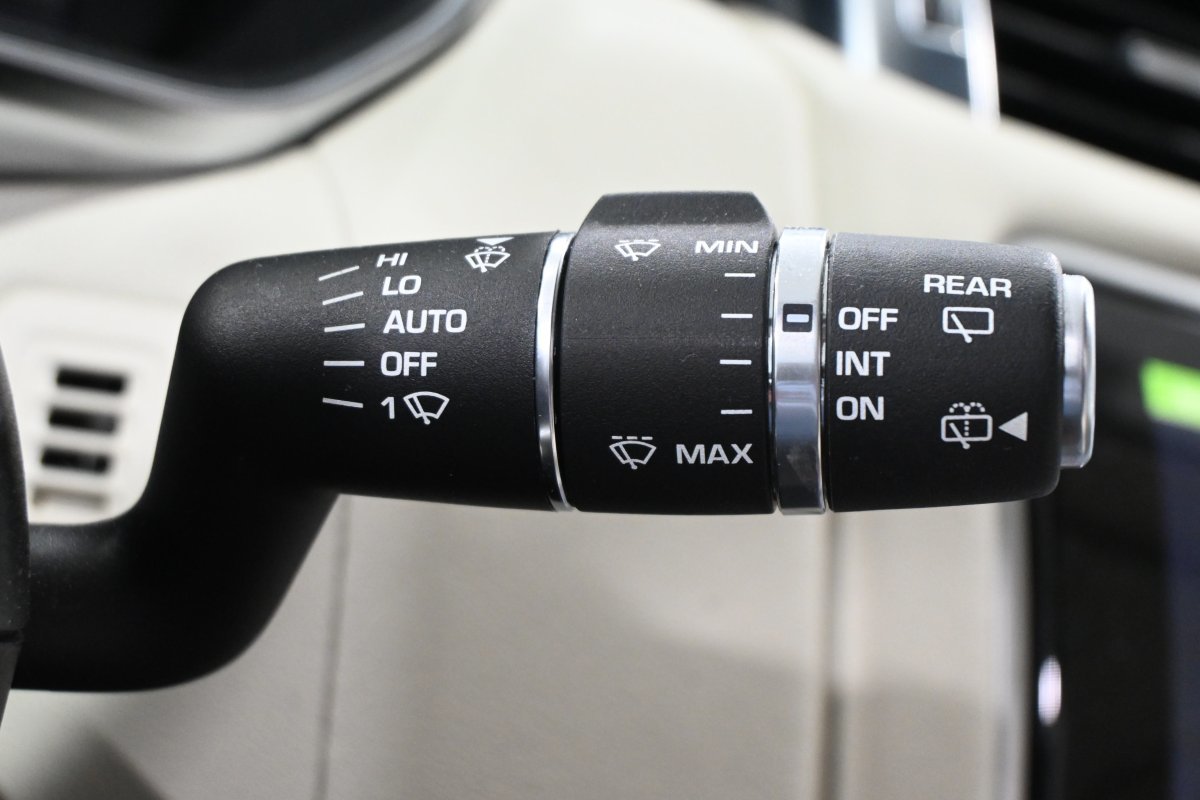 HI
LO
AUTO
OFF
1
MIN
MAX
OFF
INT
ON
REAR